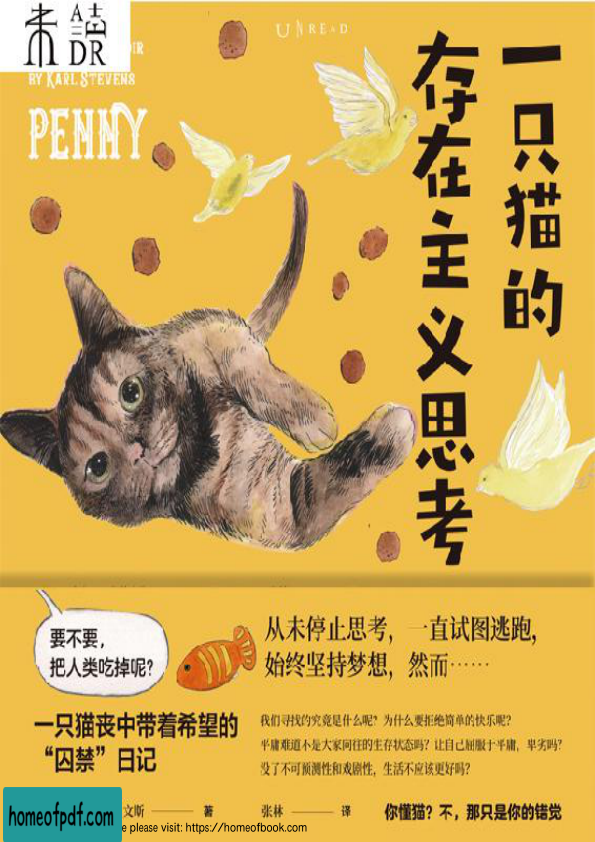 未讀
READ
UNREAD
BY KARL STEVENS
PENNY
一只猫的
存在主义思考
要不要，
把人类吃掉呢？
从未停止思考，一直试图逃跑，
始终坚持梦想，然而……
一只猫丧中带着希望的
“囚禁”日记
我们寻找的究竟是什么呢？为什么要拒绝简单的快乐呢？
平庸难道不是大家向往的生存状态吗？让自己屈服于平庸、卑劣吗？
没了不可预测性和戏剧性，生活不应该更好吗？
文斯 著 张林 译
你懂猫？不，那只是你的错觉
homeofpdf.com
e please visit: https://homeofbook.com